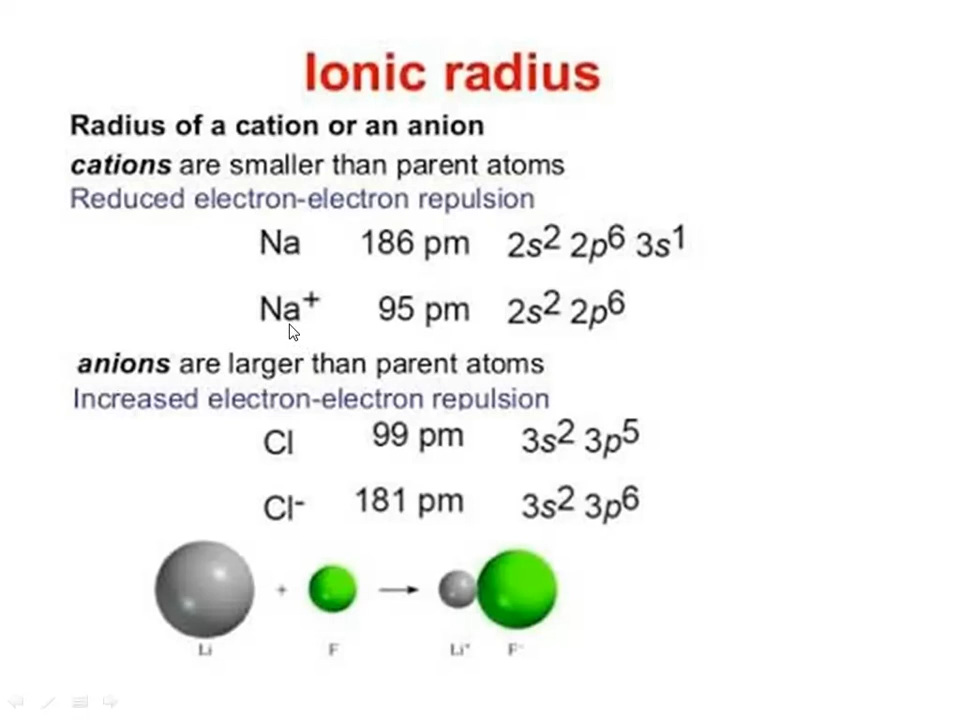 Ionic radius
Radius of a cation or an anion
cations are smaller than parent atoms
Reduced electron-electron repulsion
Na 186 pm 2s² 2p⁶ 3s¹
Na⁺ 95 pm 2s² 2p⁶
anions are larger than parent atoms
Increased electron-electron repulsion
Cl 99 pm 3s² 3p⁵
Cl⁻ 181 pm 3s² 3p⁶
+
Li F Li⁺ F⁻